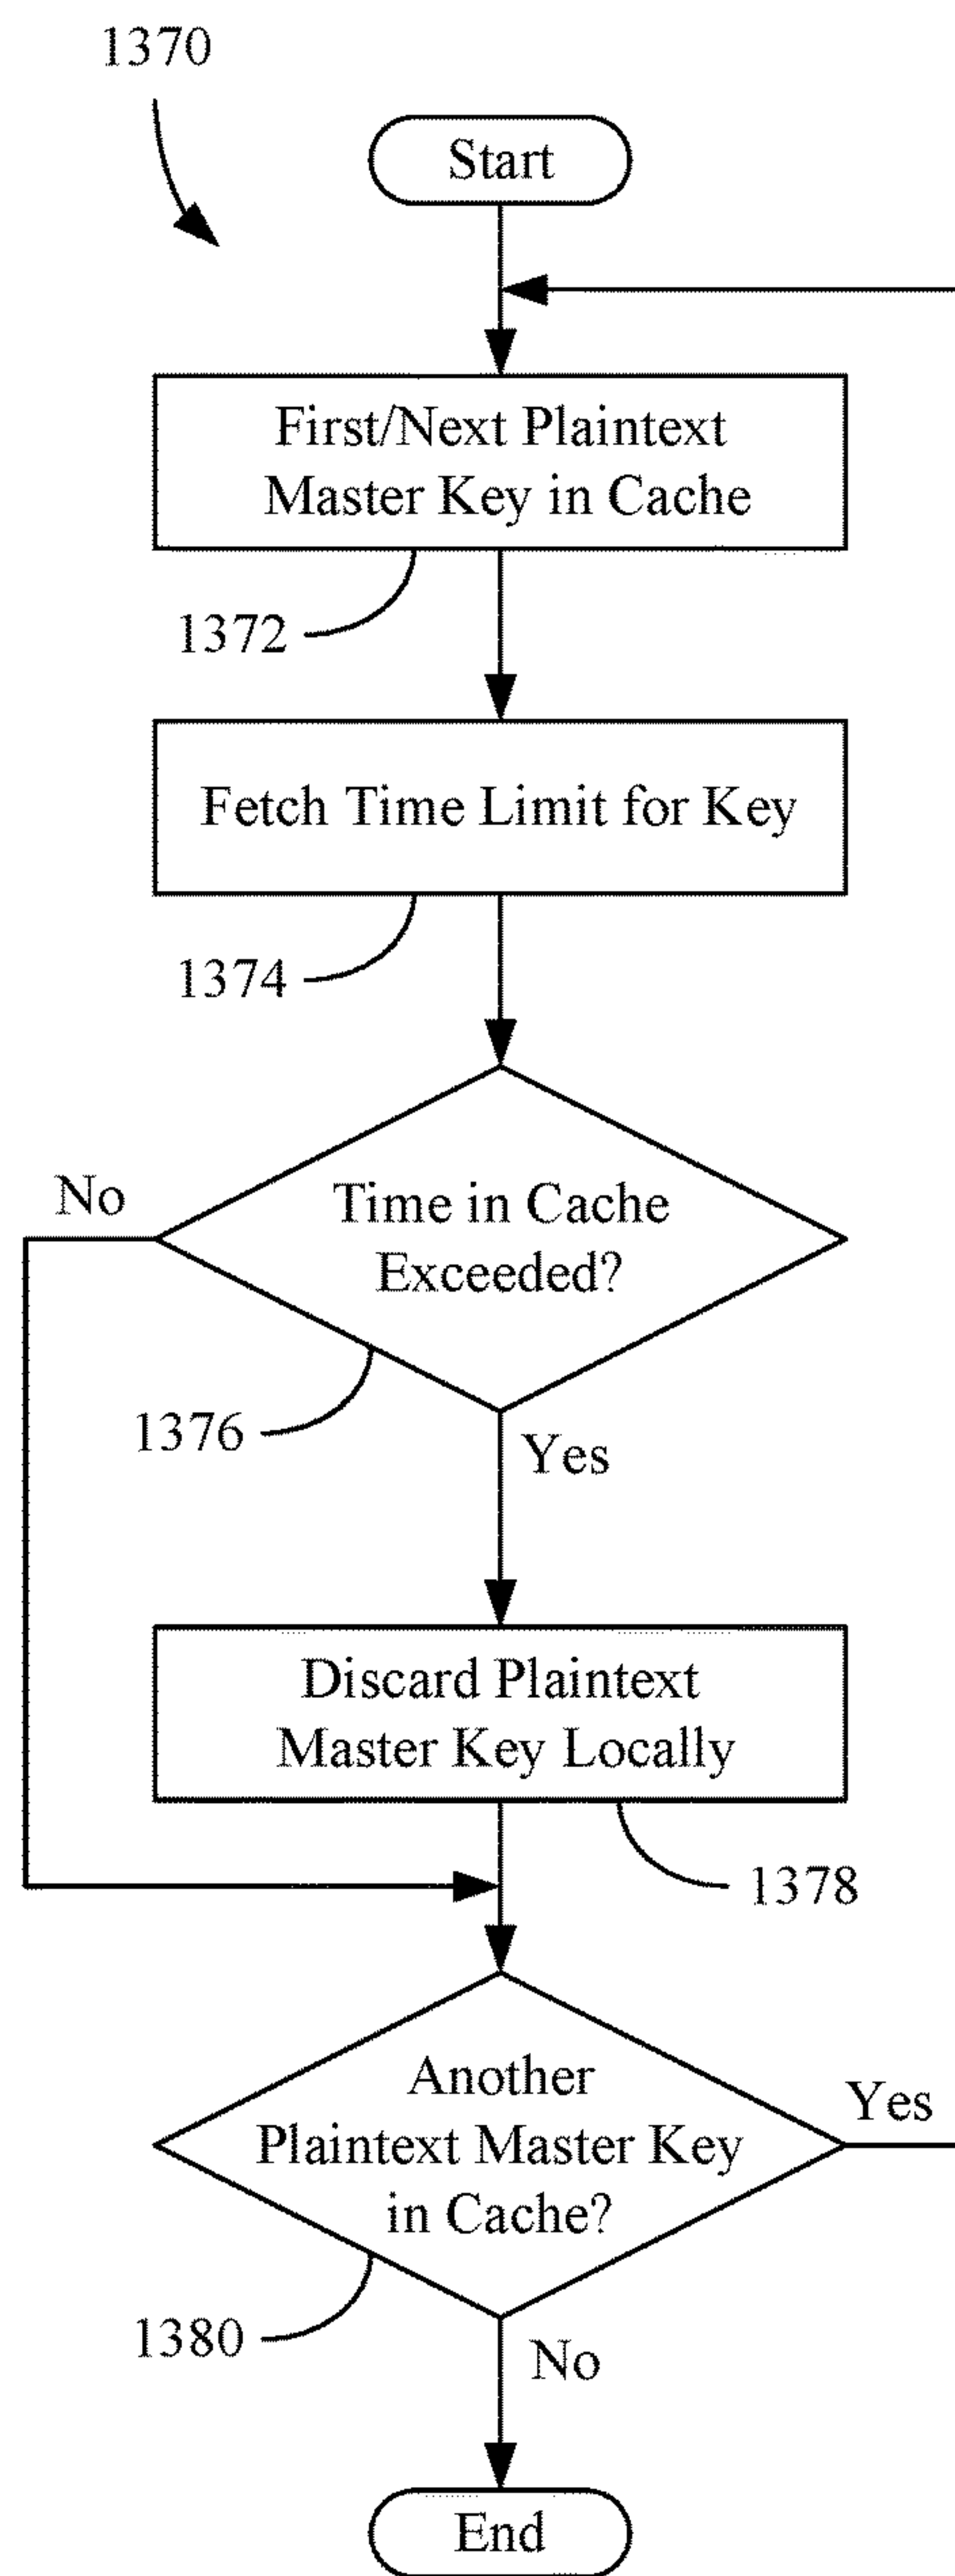 1370
Start
First/Next Plaintext
Master Key in Cache
1372
Fetch Time Limit for Key
1374
No
Time in Cache
Exceeded?
1376
Yes
Discard Plaintext
Master Key Locally
1378
Another
Plaintext Master Key
in Cache?
Yes
1380
No
End